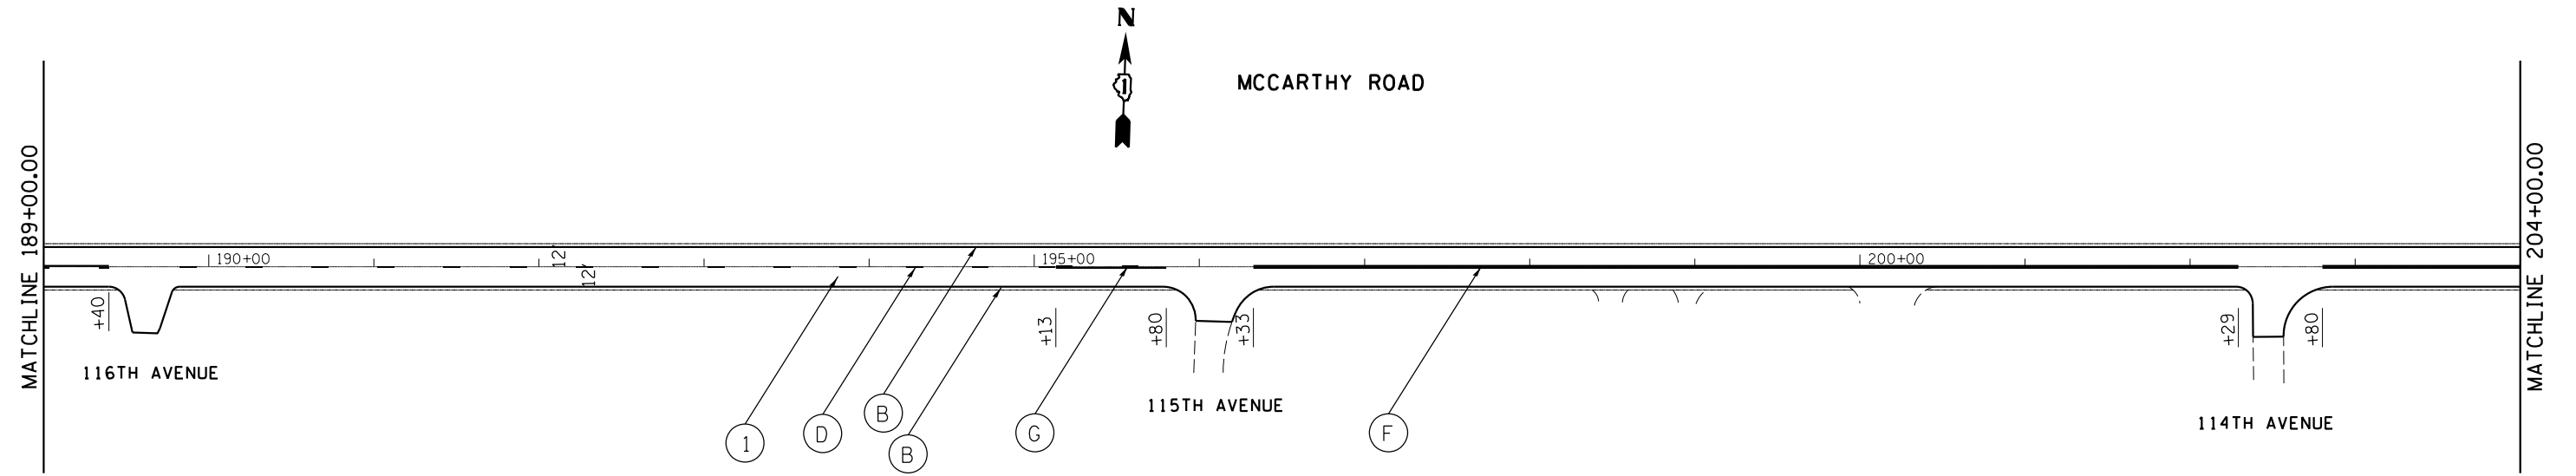 N
1
MCCARTHY ROAD
MATCHLINE 189+00.00
MATCHLINE 204+00.00
190+00
12'
12'
195+00
200+00
+40
+13
+80
+33
+29
+80
116TH AVENUE
115TH AVENUE
114TH AVENUE
1
D
B
B
G
F